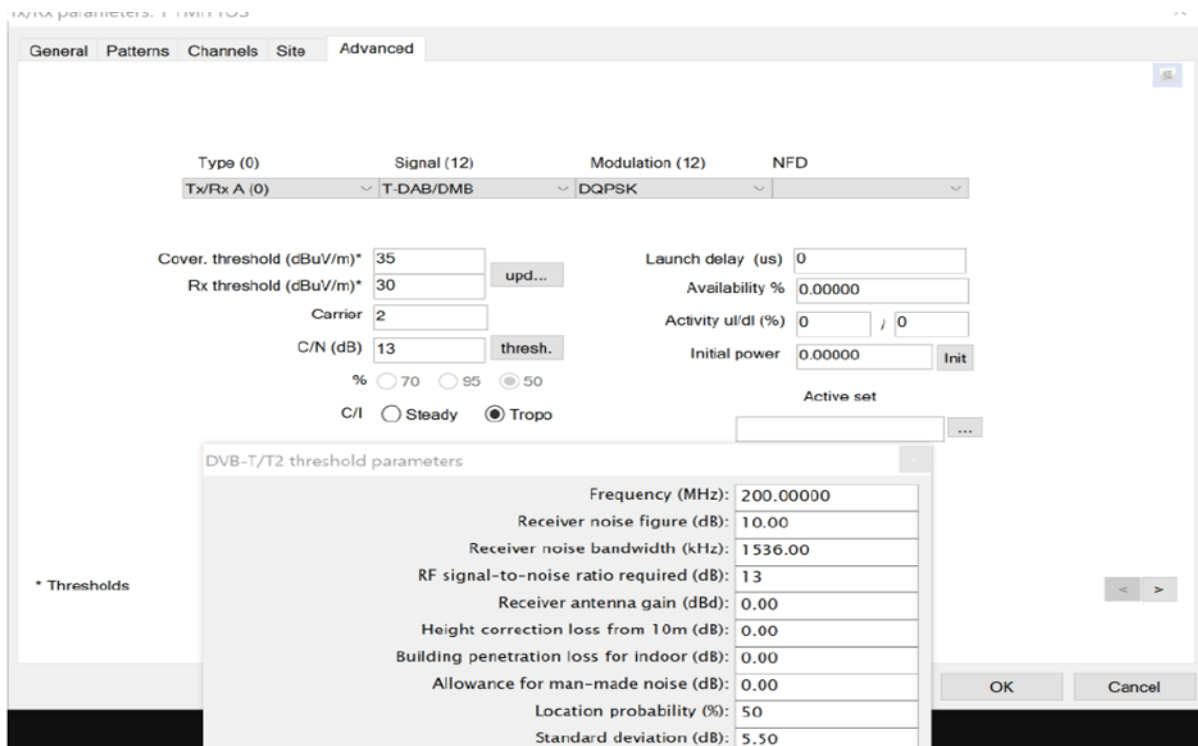 Tx/Rx parameters:
General Patterns Channels Site Advanced
Type (0) Signal (12) Modulation (12) NFD
Tx/Rx A (0) T-DAB/DMB DQPSK
Cover. threshold (dBuV/m)* 35 Launch delay (us) 0
Rx threshold (dBuV/m)* 30 upd... Availability % 0.00000
Carrier 2 Activity ul/dl (%) 0 / 0
C/N (dB) 13 thresh. Initial power 0.00000 Init
% 70 95 50
C/I Steady Tropo Active set
...
DVB-T/T2 threshold parameters
Frequency (MHz): 200.00000
Receiver noise figure (dB): 10.00
Receiver noise bandwidth (kHz): 1536.00
* Thresholds RF signal-to-noise ratio required (dB): 13 < >
Receiver antenna gain (dBd): 0.00
Height correction loss from 10m (dB): 0.00
Building penetration loss for indoor (dB): 0.00
Allowance for man-made noise (dB): 0.00 OK Cancel
Location probability (%): 50
Standard deviation (dB): 5.50